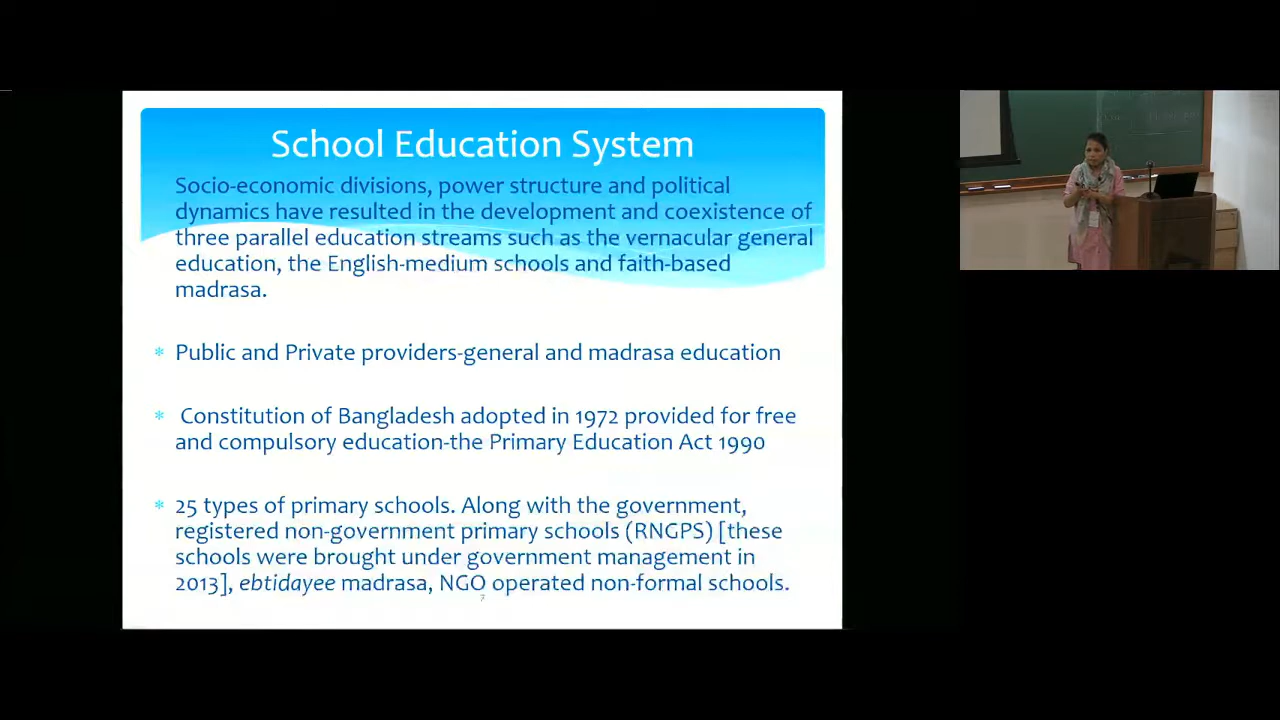 School Education System
Socio-economic divisions, power structure and political
dynamics have resulted in the development and coexistence of
three parallel education streams such as the vernacular general
education, the English-medium schools and faith-based
madrasa.
* Public and Private providers-general and madrasa education
* Constitution of Bangladesh adopted in 1972 provided for free
and compulsory education-the Primary Education Act 1990
* 25 types of primary schools. Along with the government,
registered non-government primary schools (RNGPS) [these
schools were brought under government management in
2013], ebtidayee madrasa, NGO operated non-formal schools.
7